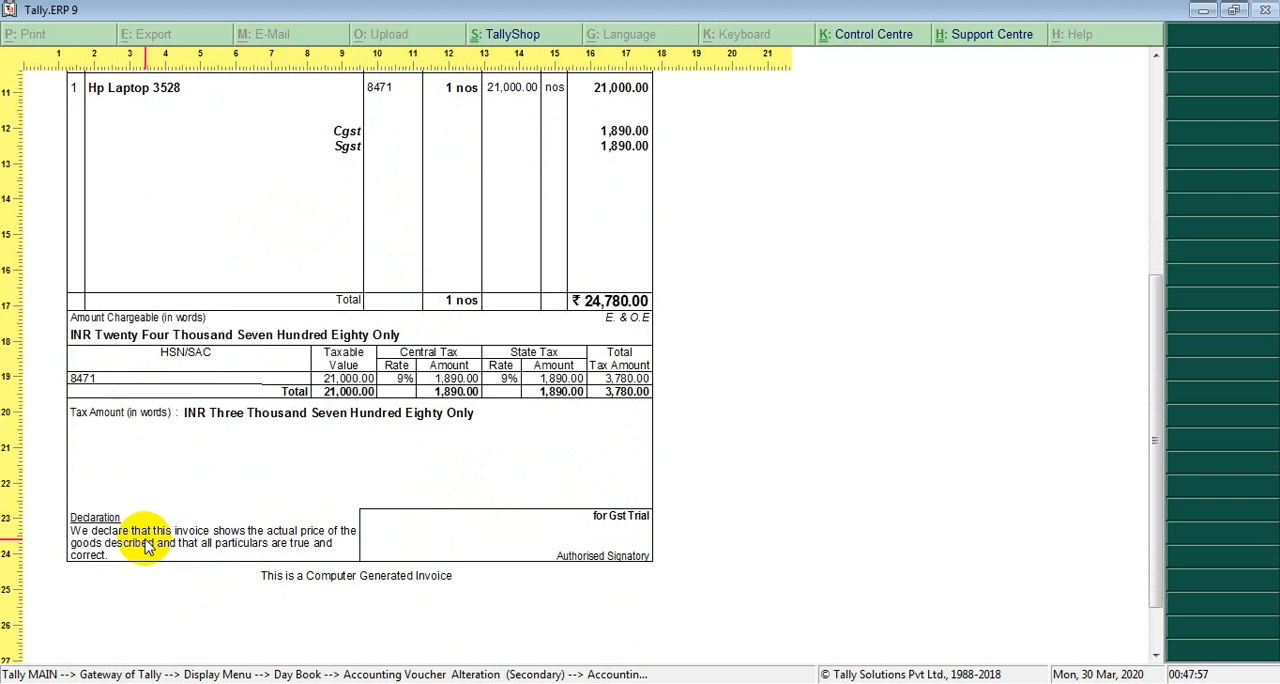 Tally.ERP 9
P: Print E: Export M: E-Mail O: Upload S: TallyShop G: Language K: Keyboard K: Control Centre H: Support Centre H: Help
1 2 3 4 5 6 7 8 9 10 11 12 13 14 15 16 17 18 19 20 21
11 1 Hp Laptop 3528 8471 1 nos 21,000.00 nos 21,000.00
12 Cgst 1,890.00
Sgst 1,890.00
13
14
15
16
17 Total 1 nos ₹ 24,780.00
Amount Chargeable (in words) E. & O.E
18 INR Twenty Four Thousand Seven Hundred Eighty Only
HSN/SAC Taxable Central Tax State Tax Total
Value Rate Amount Rate Amount Tax Amount
19 8471 21,000.00 9% 1,890.00 9% 1,890.00 3,780.00
Total 21,000.00 1,890.00 1,890.00 3,780.00
20 Tax Amount (in words) : INR Three Thousand Seven Hundred Eighty Only
21
22
23 Declaration for Gst Trial
We declare that this invoice shows the actual price of the
goods described and that all particulars are true and
24 correct. Authorised Signatory
This is a Computer Generated Invoice
25
26
27
Tally MAIN --> Gateway of Tally --> Display Menu --> Day Book --> Accounting Voucher Alteration (Secondary) --> Accountin... © Tally Solutions Pvt Ltd., 1988-2018 Mon, 30 Mar, 2020 00:47:57